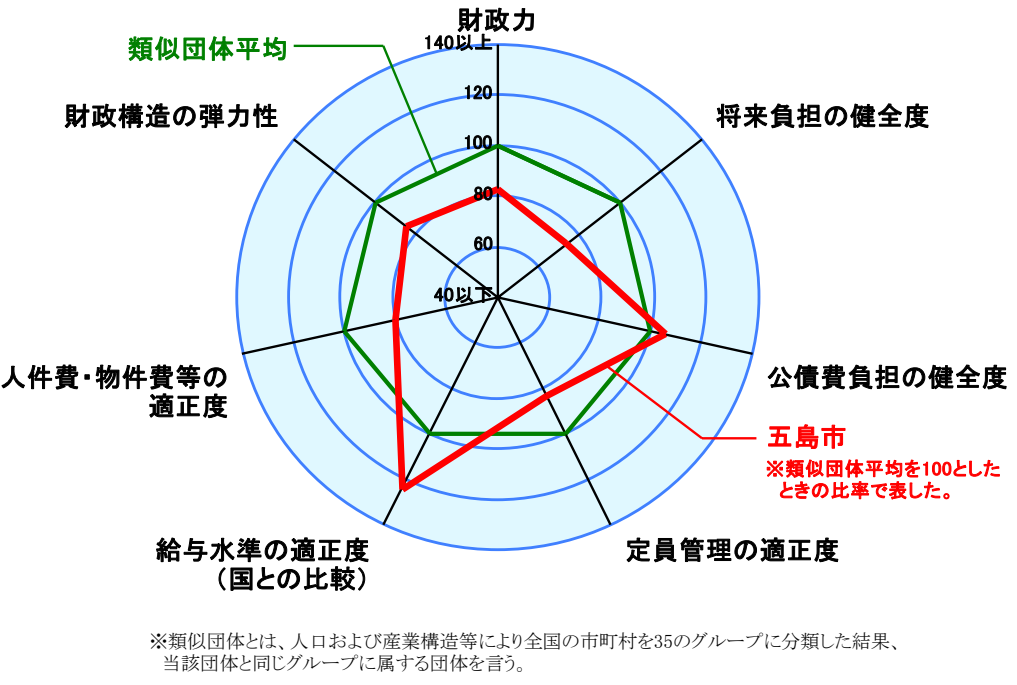 財政力
140以上
類似団体平均
120
財政構造の弾力性
将来負担の健全度
100
80
60
40以下
人件費・物件費等の
適正度
公債費負担の健全度
五島市
※類似団体平均を100とした
ときの比率で表した。
給与水準の適正度
(国との比較)
定員管理の適正度
※類似団体とは、人口および産業構造等により全国の市町村を35のグループに分類した結果、
当該団体と同じグループに属する団体を言う。